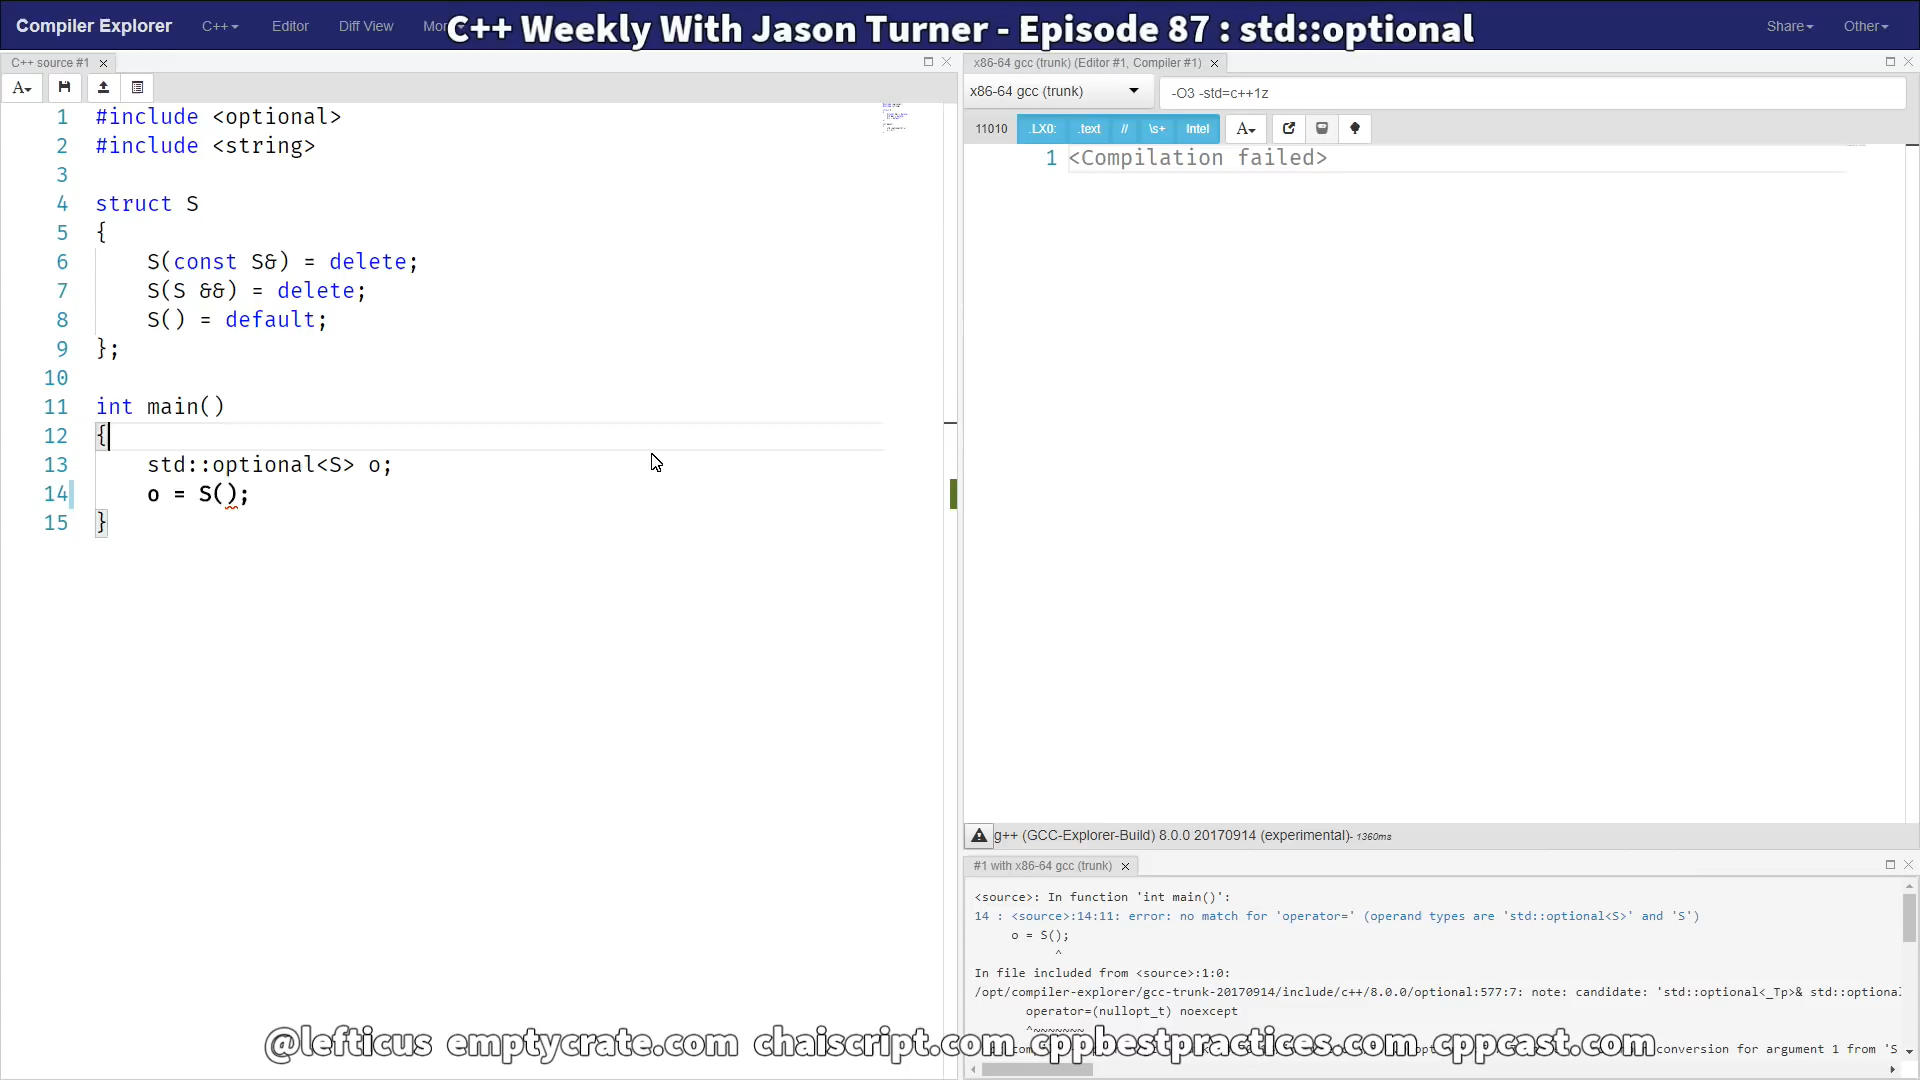 Compiler Explorer C++ Editor Diff View Mor C++ Weekly With Jason Turner - Episode 87 : std::optional Share Other
C++ source #1
A
1 #include <optional>
2 #include <string>
3
4 struct S
5 {
6 S(const S&) = delete;
7 S(S &&) = delete;
8 S() = default;
9 };
10
11 int main()
12 {
13 std::optional<S> o;
14 o = S();
15 }
x86-64 gcc (trunk) (Editor #1, Compiler #1)
x86-64 gcc (trunk) -O3 -std=c++1z
11010 .LX0: .text // \s+ Intel A
1 <Compilation failed>
g++ (GCC-Explorer-Build) 8.0.0 20170914 (experimental)- 1360ms
#1 with x86-64 gcc (trunk)
<source>: In function 'int main()':
14 : <source>:14:11: error: no match for 'operator=' (operand types are 'std::optional<S>' and 'S')
o = S();
^
In file included from <source>:1:0:
/opt/compiler-explorer/gcc-trunk-20170914/include/c++/8.0.0/optional:577:7: note: candidate: 'std::optional<_Tp>& std::optional
operator=(nullopt_t) noexcept
^~~~~~~~
conversion for argument 1 from 'S
@lefticus emptycrate.com chaiscript.com cppbestpractices.com cppcast.com